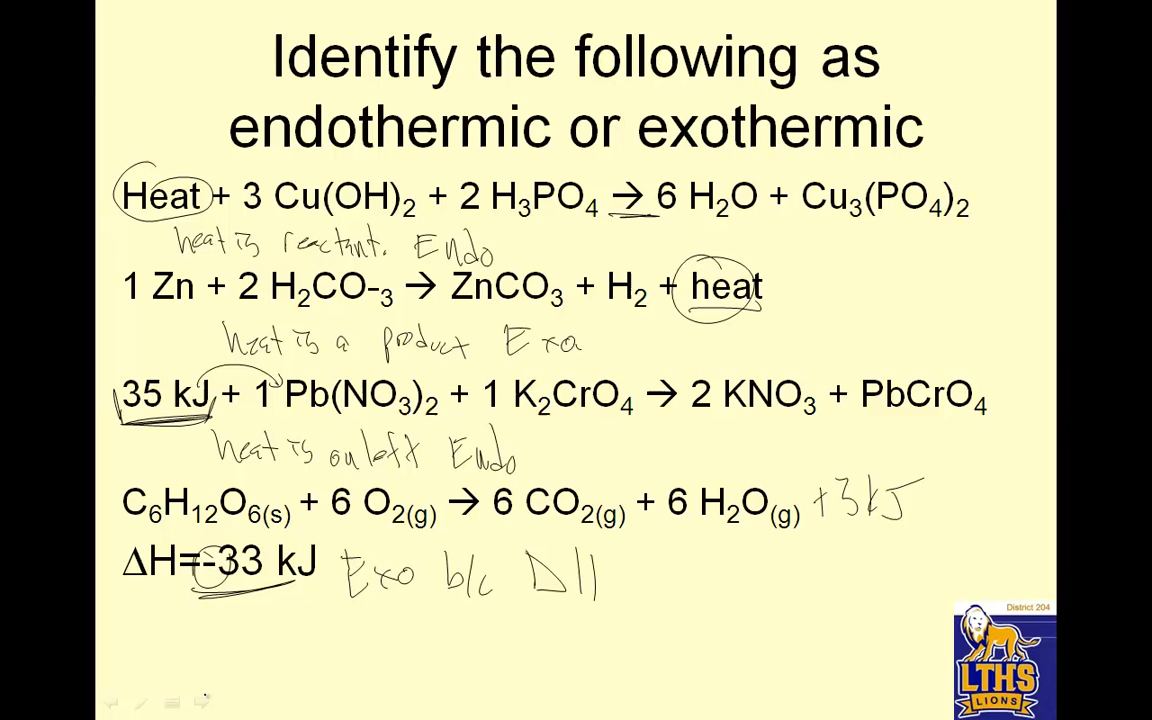 Identify the following as
endothermic or exothermic
Heat + 3 Cu(OH)₂ + 2 H₃PO₄ → 6 H₂O + Cu₃(PO₄)₂
heat is reactant. Endo
1 Zn + 2 H₂CO-₃ → ZnCO₃ + H₂ + heat
heat is a product Exo
35 kJ + 1 Pb(NO₃)₂ + 1 K₂CrO₄ → 2 KNO₃ + PbCrO₄
heat is on left Endo
C₆H₁₂O₆₍ₛ₎ + 6 O₂(g) → 6 CO₂(g) + 6 H₂O(g) +3kJ
ΔH=-33 kJ Exo b/c ΔH
District 204
LTHS
LIONS